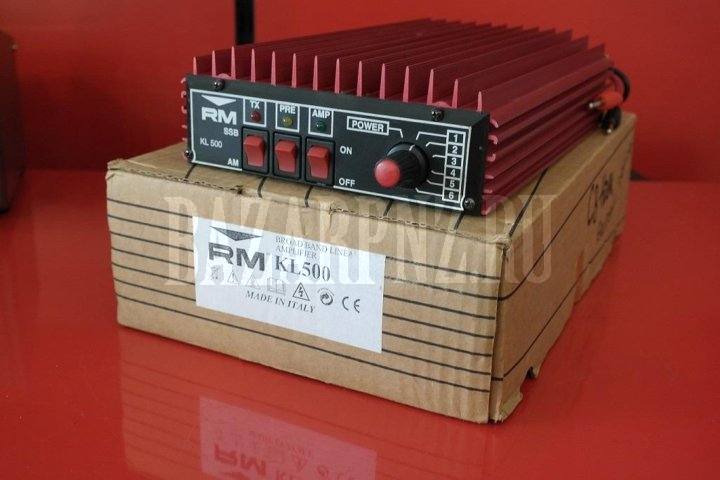 TX PRE AMP
RM
SSB
KL 500
AM
POWER
ON
OFF
1
2
3
4
5
6
BAZARPNZ.RU
RM
BROAD BAND LINEAR
AMPLIFIER
KL500
CE
MADE IN ITALY